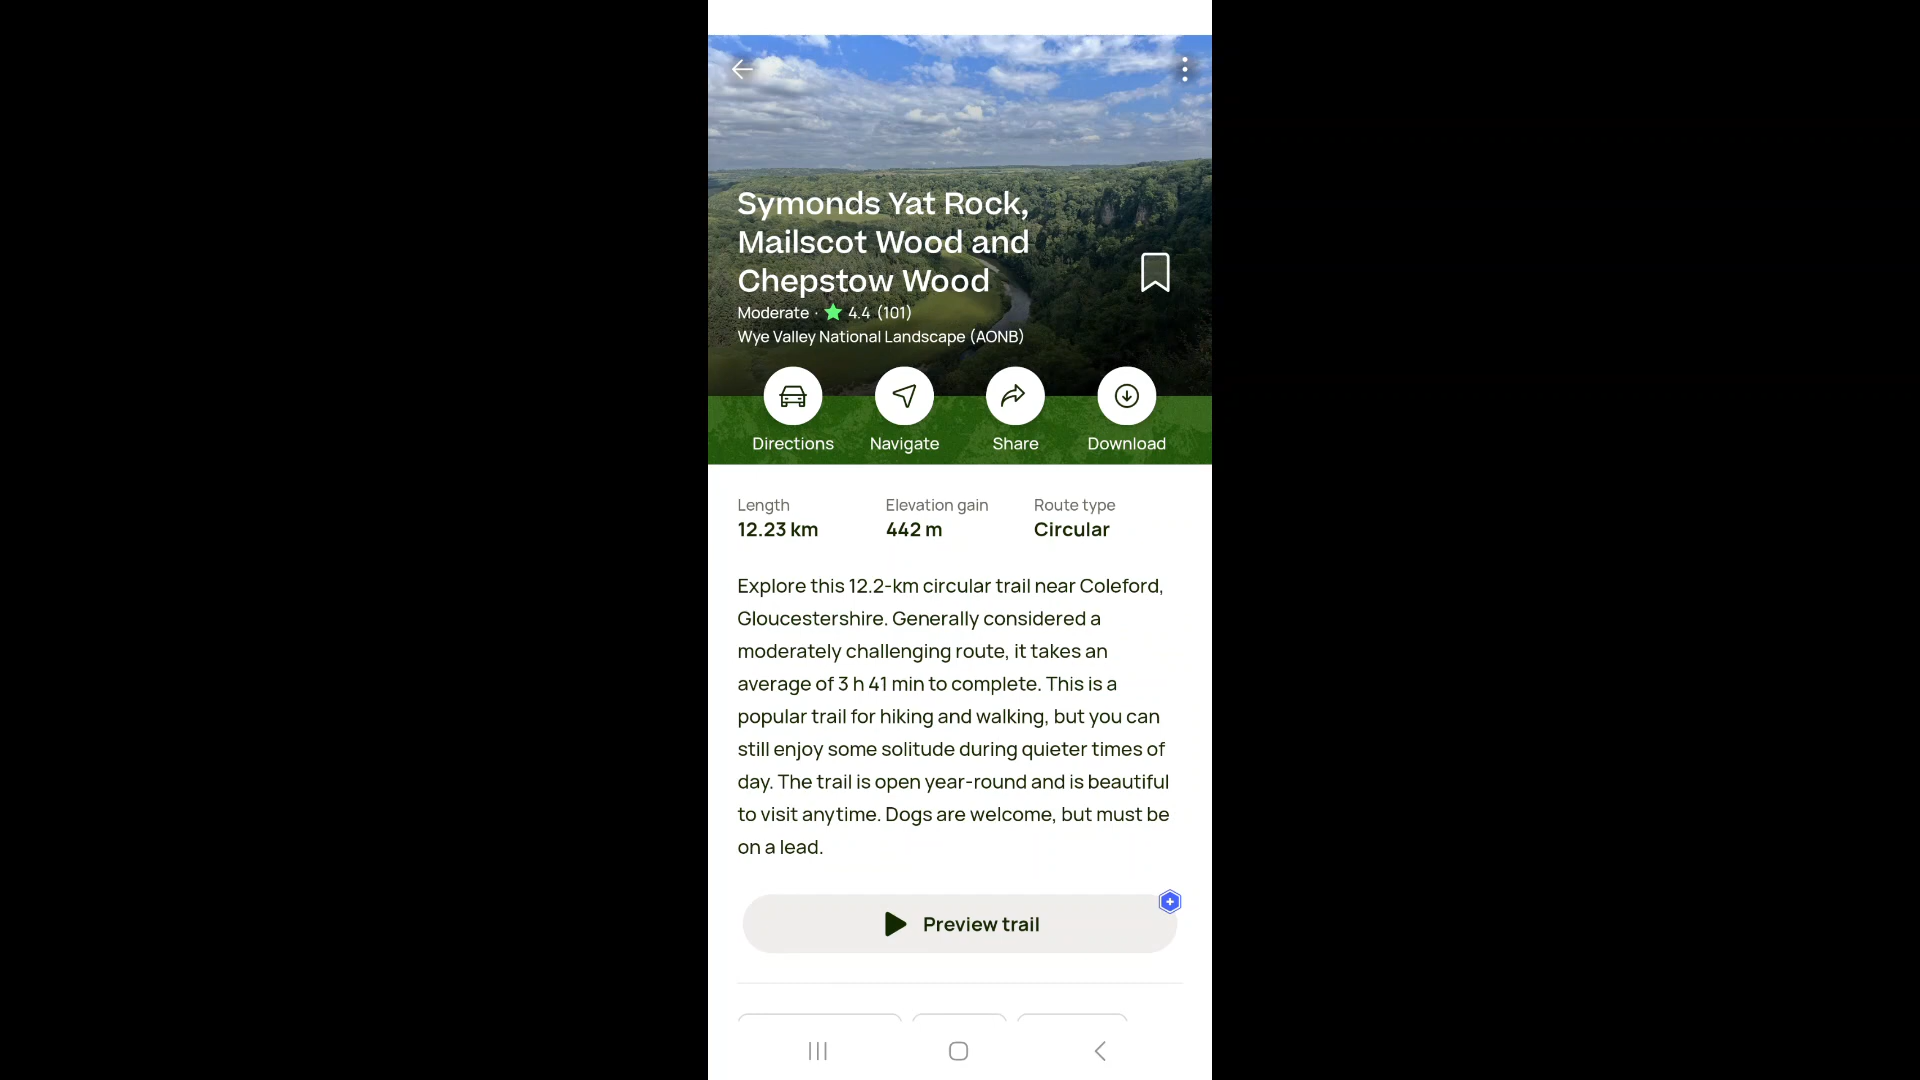 Symonds Yat Rock,
Mailscot Wood and
Chepstow Wood
Moderate · 4.4 (101)
Wye Valley National Landscape (AONB)
Directions Navigate Share Download
Length Elevation gain Route type
12.23 km 442 m Circular
Explore this 12.2-km circular trail near Coleford,
Gloucestershire. Generally considered a
moderately challenging route, it takes an
average of 3 h 41 min to complete. This is a
popular trail for hiking and walking, but you can
still enjoy some solitude during quieter times of
day. The trail is open year-round and is beautiful
to visit anytime. Dogs are welcome, but must be
on a lead.
Preview trail